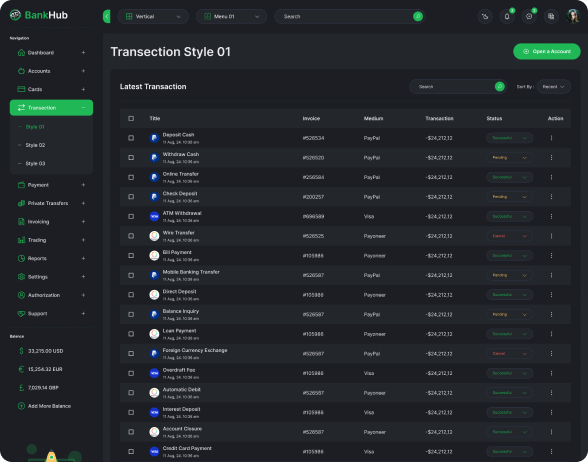 BankHub
Vertical
Menu 01
Search
Navigation
Dashboard
Accounts
Cards
Transaction
Style 01
Style 02
Style 03
Payment
Private Transfers
Invoicing
Trading
Reports
Settings
Authorization
Support
Balance
33,215.00 USD
15,254.32 EUR
7,029.14 GBP
Add More Balance
Transection Style 01
Open a Account
Latest Transaction
Search
Sort By : Recent
Title Invoice Medium Transaction Status Action
Deposit Cash #526534 PayPal -$24,212,12 Successful
11 Aug, 24. 10:36 am
Withdraw Cash #526520 PayPal -$24,212,12 Pending
11 Aug, 24. 10:36 am
Online Transfer #256584 PayPal -$24,212,12 Successful
11 Aug, 24. 10:36 am
Check Deposit #200257 PayPal -$24,212,12 Pending
11 Aug, 24. 10:36 am
ATM Withdrawal #696589 Visa -$24,212,12 Successful
11 Aug, 24. 10:36 am
Wire Transfer #526525 Payoneer -$24,212,12 Cancel
11 Aug, 24. 10:36 am
Bill Payment #105986 Payoneer -$24,212,12 Successful
11 Aug, 24. 10:36 am
Mobile Banking Transfer #526587 PayPal -$24,212,12 Pending
11 Aug, 24. 10:36 am
Direct Deposit #105986 Payoneer -$24,212,12 Successful
11 Aug, 24. 10:36 am
Balance Inquiry #526587 PayPal -$24,212,12 Pending
11 Aug, 24. 10:36 am
Loan Payment #105986 Payoneer -$24,212,12 Successful
11 Aug, 24. 10:36 am
Foreign Currency Exchange #526587 PayPal -$24,212,12 Cancel
11 Aug, 24. 10:36 am
Overdraft Fee #105986 Visa -$24,212,12 Successful
11 Aug, 24. 10:36 am
Automatic Debit #526587 Payoneer -$24,212,12 Successful
11 Aug, 24. 10:36 am
Interest Deposit #105986 Visa -$24,212,12 Successful
11 Aug, 24. 10:36 am
Account Closure #526587 Payoneer -$24,212,12 Successful
11 Aug, 24. 10:36 am
Credit Card Payment #105986 Visa -$24,212,12 Successful
11 Aug, 24. 10:36 am